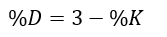 %D = 3 – %K